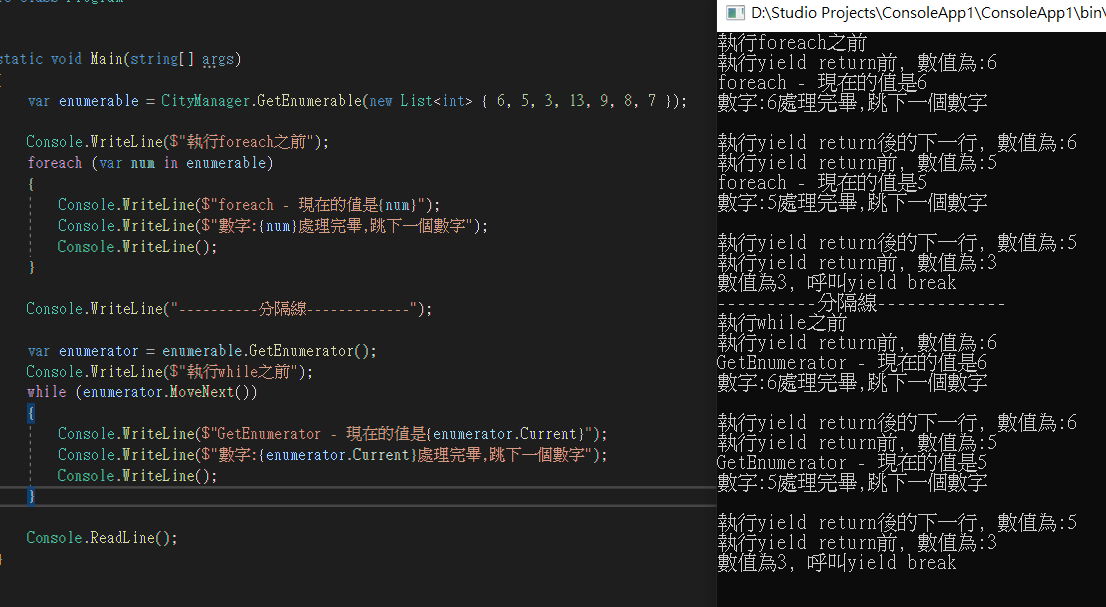 static void Main(string[] args)
{
var enumerable = CityManager.GetEnumerable(new List<int> { 6, 5, 3, 13, 9, 8, 7 });
Console.WriteLine($"執行foreach之前");
foreach (var num in enumerable)
{
Console.WriteLine($"foreach - 現在的值是{num}");
Console.WriteLine($"數字:{num}處理完畢,跳下一個數字");
Console.WriteLine();
}
Console.WriteLine("----------分隔線-------------");
var enumerator = enumerable.GetEnumerator();
Console.WriteLine($"執行while之前");
while (enumerator.MoveNext())
{
Console.WriteLine($"GetEnumerator - 現在的值是{enumerator.Current}");
Console.WriteLine($"數字:{enumerator.Current}處理完畢,跳下一個數字");
Console.WriteLine();
}
Console.ReadLine();
}
D:\Studio Projects\ConsoleApp1\ConsoleApp1\bin\
執行foreach之前
執行yield return前, 數值為:6
foreach - 現在的值是6
數字:6處理完畢,跳下一個數字
執行yield return後的下一行, 數值為:6
執行yield return前, 數值為:5
foreach - 現在的值是5
數字:5處理完畢,跳下一個數字
執行yield return後的下一行, 數值為:5
執行yield return前, 數值為:3
數值為3, 呼叫yield break
----------分隔線-------------
執行while之前
執行yield return前, 數值為:6
GetEnumerator - 現在的值是6
數字:6處理完畢,跳下一個數字
執行yield return後的下一行, 數值為:6
執行yield return前, 數值為:5
GetEnumerator - 現在的值是5
數字:5處理完畢,跳下一個數字
執行yield return後的下一行, 數值為:5
執行yield return前, 數值為:3
數值為3, 呼叫yield break